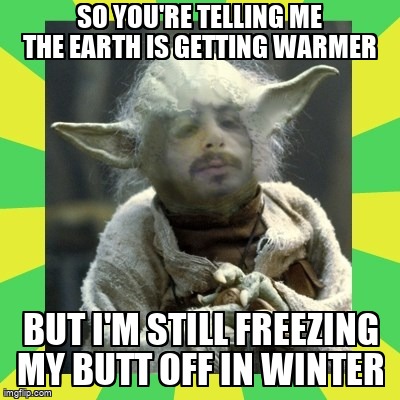 SO YOU'RE TELLING ME
THE EARTH IS GETTING WARMER
BUT I'M STILL FREEZING
MY BUTT OFF IN WINTER
imgflip.com